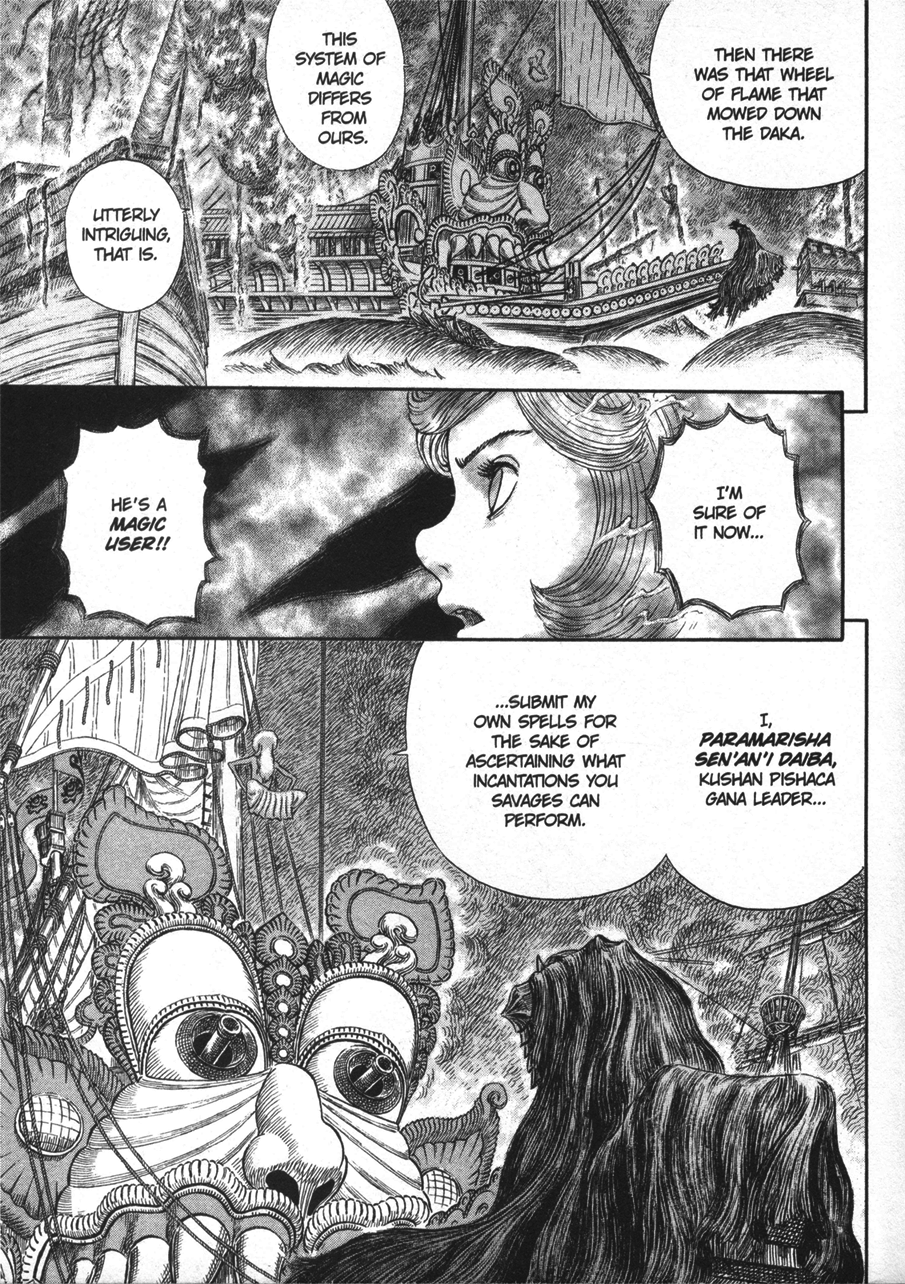 THEN THERE
WAS THAT WHEEL
OF FLAME THAT
MOWED DOWN
THE DAKA.
THIS
SYSTEM OF
MAGIC
DIFFERS
FROM
OURS.
UTTERLY
INTRIGUING,
THAT IS.
I'M
SURE OF
IT NOW...
HE'S A
MAGIC
USER!!
I,
PARAMARISHA
SEN'AN'I DAIBA,
KUSHAN PISHACA
GANA LEADER...
...SUBMIT MY
OWN SPELLS FOR
THE SAKE OF
ASCERTAINING WHAT
INCANTATIONS YOU
SAVAGES CAN
PERFORM.